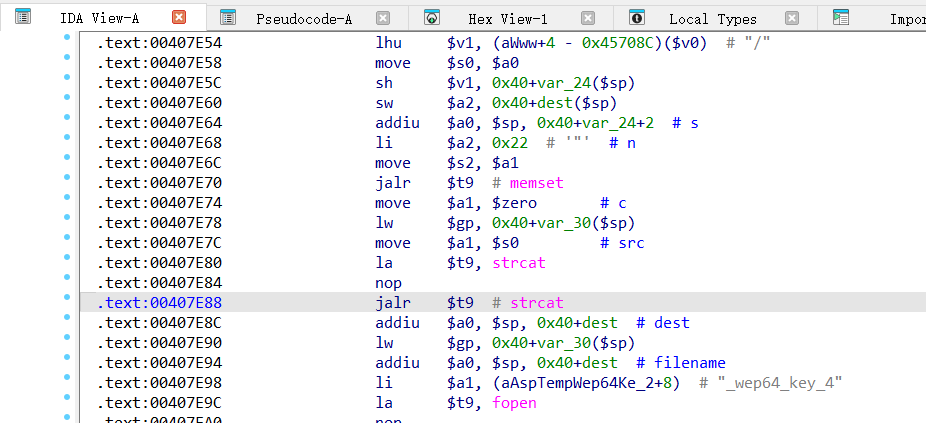 IDA View-A Pseudocode-A Hex View-1 Local Types Impor
.text:00407E54 lhu $v1, (aWww+4 - 0x45708C)($v0) # "/"
.text:00407E58 move $s0, $a0
.text:00407E5C sh $v1, 0x40+var_24($sp)
.text:00407E60 sw $a2, 0x40+dest($sp)
.text:00407E64 addiu $a0, $sp, 0x40+var_24+2 # s
.text:00407E68 li $a2, 0x22 # '"' # n
.text:00407E6C move $s2, $a1
.text:00407E70 jalr $t9 # memset
.text:00407E74 move $a1, $zero # c
.text:00407E78 lw $gp, 0x40+var_30($sp)
.text:00407E7C move $a1, $s0 # src
.text:00407E80 la $t9, strcat
.text:00407E84 nop
.text:00407E88 jalr $t9 # strcat
.text:00407E8C addiu $a0, $sp, 0x40+dest # dest
.text:00407E90 lw $gp, 0x40+var_30($sp)
.text:00407E94 addiu $a0, $sp, 0x40+dest # filename
.text:00407E98 li $a1, (aAspTempWep64Ke_2+8) # "_wep64_key_4"
.text:00407E9C la $t9, fopen
.text:00407EA0 nop